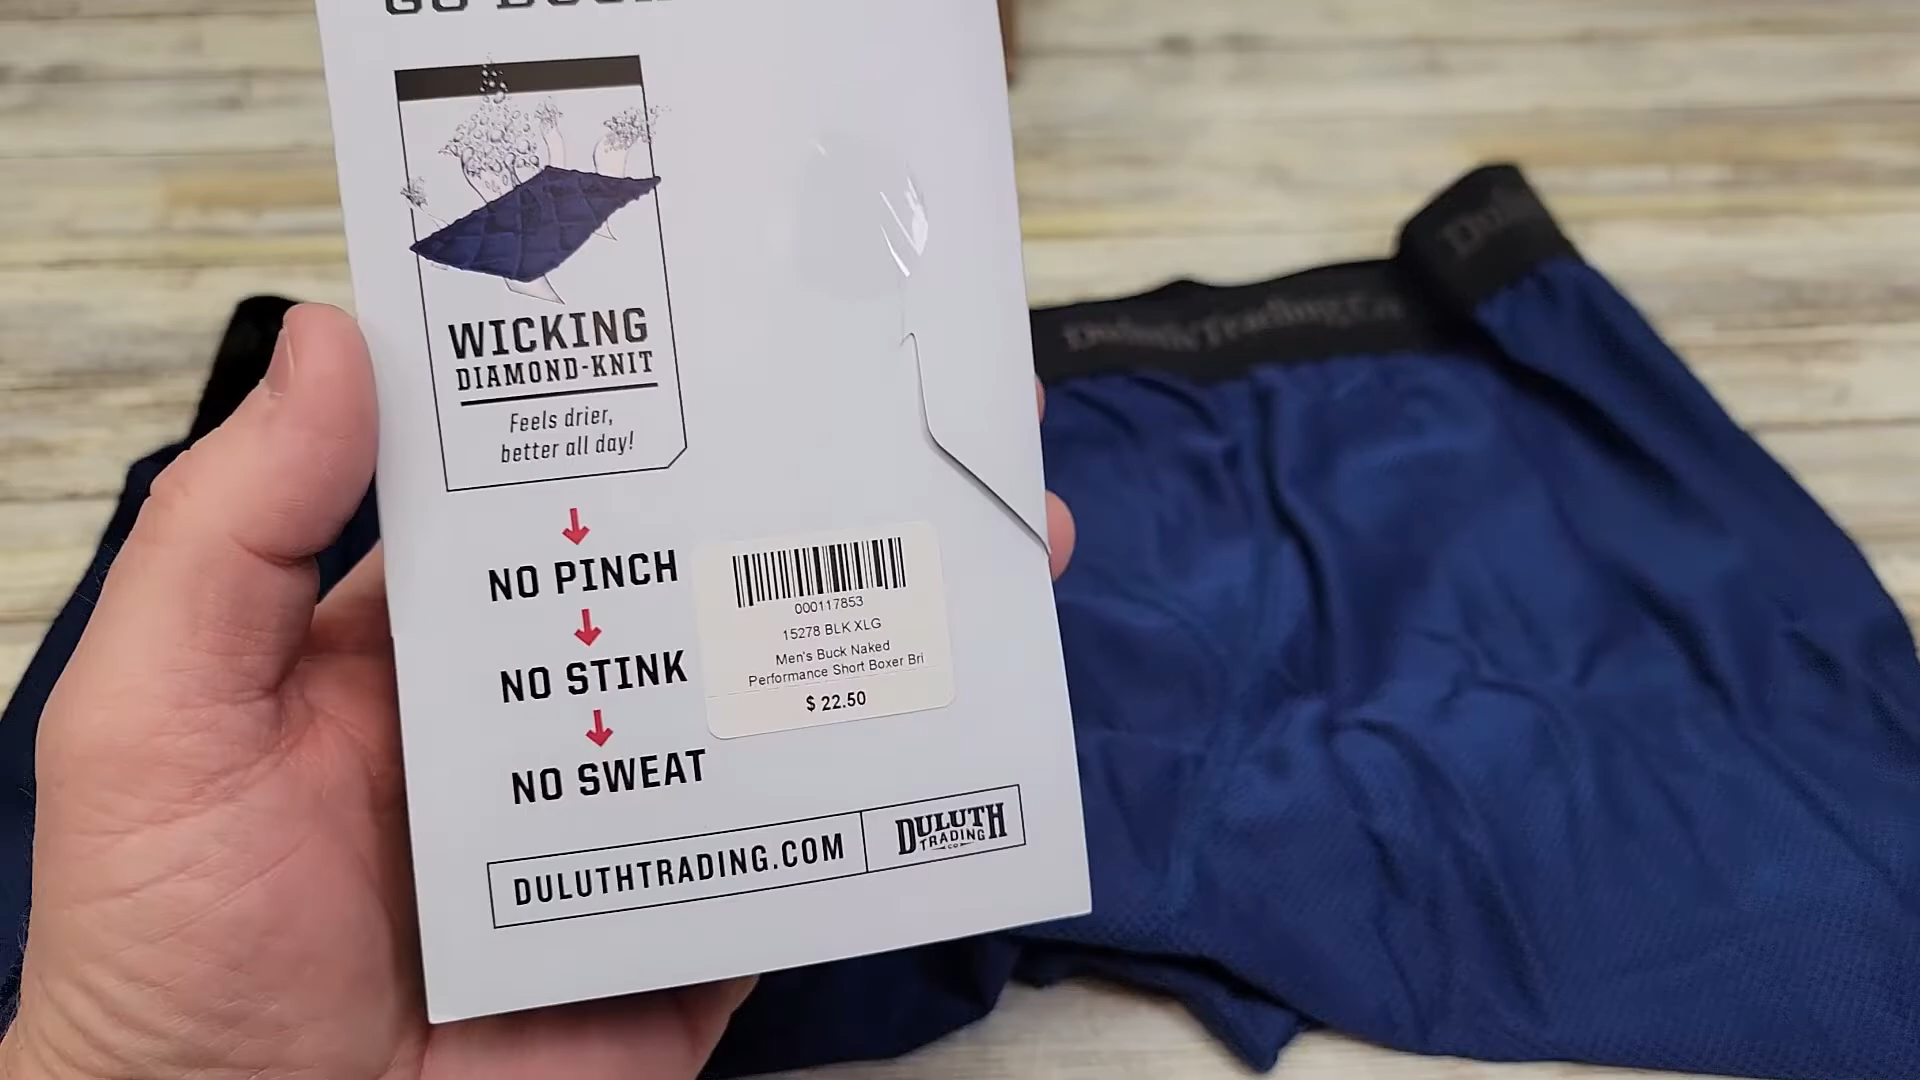 WICKING
DIAMOND-KNIT
Feels drier,
better all day!
NO PINCH
NO STINK
NO SWEAT
000117853
15278 BLK XLG
Men's Buck Naked
Performance Short Boxer Bri
$ 22.50
DULUTHTRADING.COM
DULUTH
TRADING
CO
Duluth Trading Co